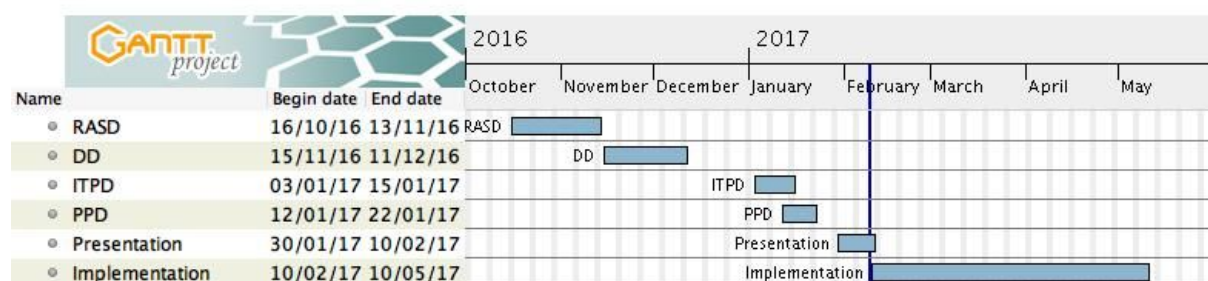 GANTT
project
2016 2017
October November December January February March April May
Name Begin date End date
RASD 16/10/16 13/11/16 RASD
DD 15/11/16 11/12/16 DD
ITPD 03/01/17 15/01/17 ITPD
PPD 12/01/17 22/01/17 PPD
Presentation 30/01/17 10/02/17 Presentation
Implementation 10/02/17 10/05/17 Implementation